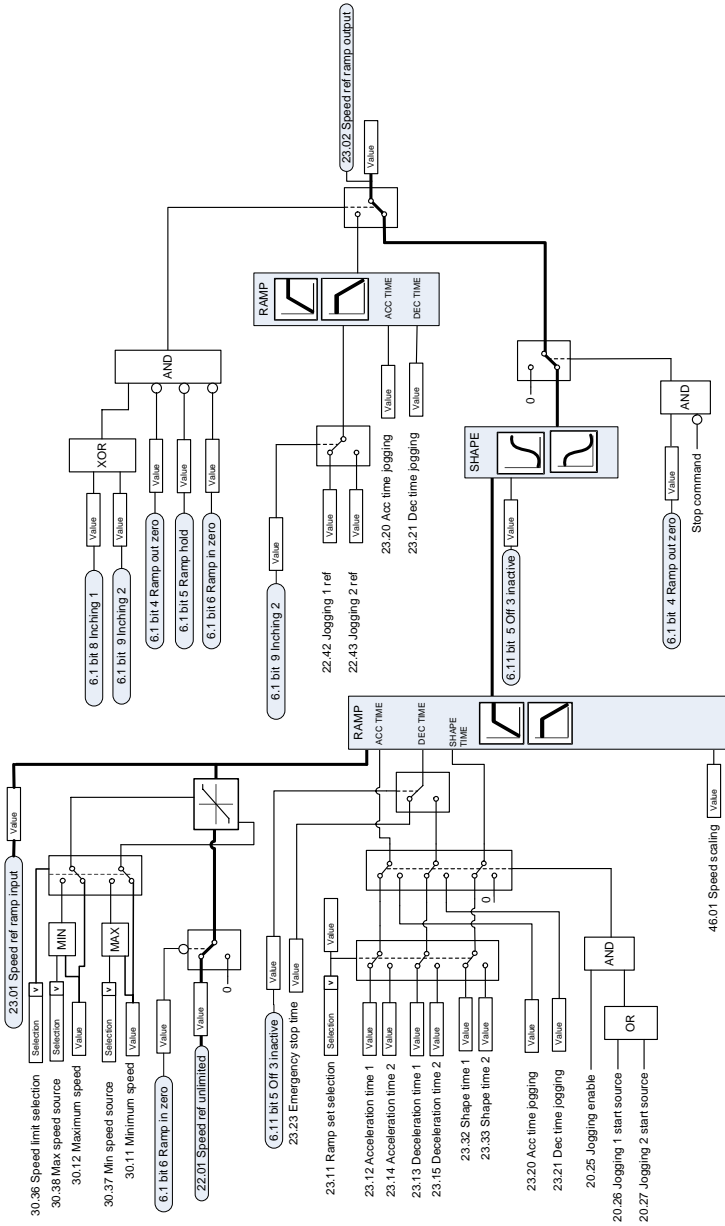 23.01 Speed ref ramp input
Value
30.36 Speed limit selection
Selection
v
30.38 Max speed source
Selection
v
30.12 Maximum speed
Value
MIN
30.37 Min speed source
Selection
v
30.11 Minimum speed
Value
MAX
6.1 bit 6 Ramp in zero
Value
22.01 Speed ref unlimited
Value
0
6.11 bit 5 Off 3 inactive
Value
23.23 Emergency stop time
Value
23.11 Ramp set selection
Selection
v
Value
23.12 Acceleration time 1
Value
23.14 Acceleration time 2
Value
23.13 Deceleration time 1
Value
23.15 Deceleration time 2
Value
23.32 Shape time 1
Value
23.33 Shape time 2
Value
0
23.20 Acc time jogging
Value
23.21 Dec time jogging
Value
20.25 Jogging enable
AND
20.26 Jogging 1 start source
20.27 Jogging 2 start source
OR
RAMP
ACC TIME
DEC TIME
SHAPE
TIME
46.01 Speed scaling
Value
6.1 bit 8 Inching 1
Value
6.1 bit 9 Inching 2
Value
XOR
6.1 bit 4 Ramp out zero
Value
6.1 bit 5 Ramp hold
Value
6.1 bit 6 Ramp in zero
Value
AND
6.1 bit 9 Inching 2
Value
22.42 Jogging 1 ref
Value
22.43 Jogging 2 ref
Value
23.20 Acc time jogging
Value
23.21 Dec time jogging
Value
RAMP
ACC TIME
DEC TIME
23.02 Speed ref ramp output
Value
SHAPE
6.11 bit 5 Off 3 inactive
Value
0
6.1 bit 4 Ramp out zero
Value
AND
Stop command